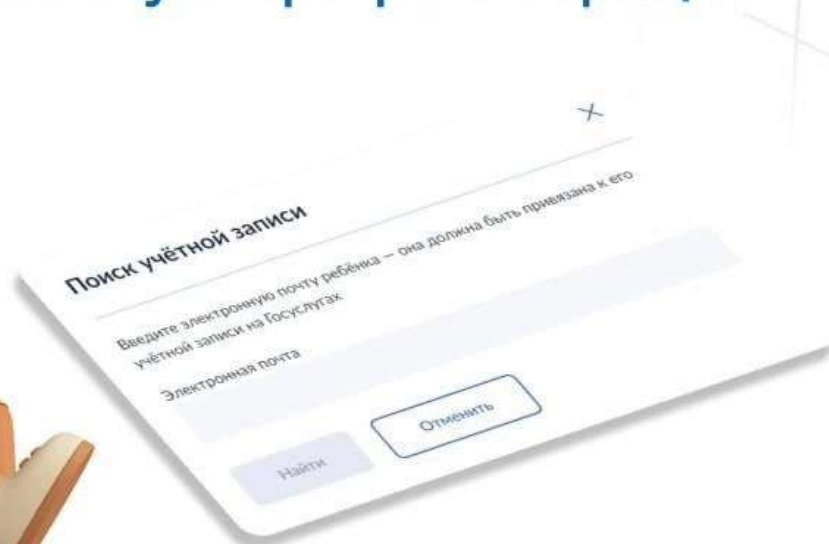 Поиск учётной записи
Введите электронную почту ребёнка — она должна быть привязана к его
учётной записи на Госуслугах
Электронная почта
Найти
Отменить